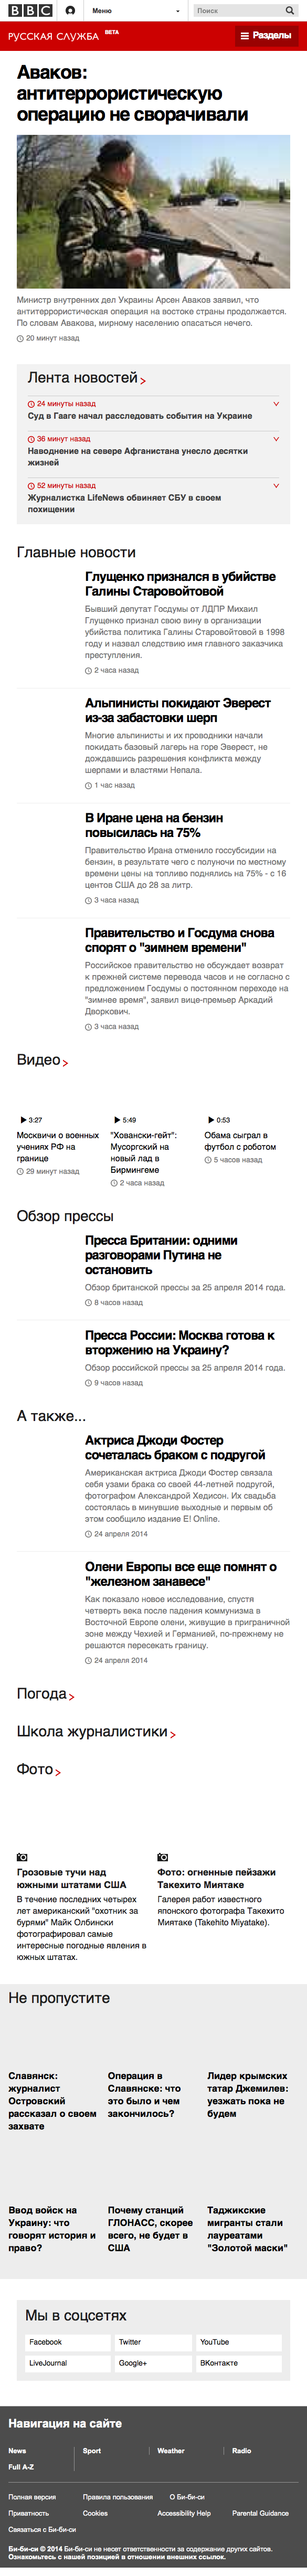 BBC
Меню
Поиск
РУССКАЯ СЛУЖБА BETA
Разделы
Аваков:
антитеррористическую
операцию не сворачивали
Министр внутренних дел Украины Арсен Аваков заявил, что
антитеррористическая операция на востоке страны продолжается.
По словам Авакова, мирному населению опасаться нечего.
20 минут назад
Лента новостей
24 минуты назад
Суд в Гааге начал расследовать события на Украине
36 минут назад
Наводнение на севере Афганистана унесло десятки
жизней
52 минуты назад
Журналистка LifeNews обвиняет СБУ в своем
похищении
Главные новости
Глущенко признался в убийстве
Галины Старовойтовой
Бывший депутат Госдумы от ЛДПР Михаил
Глущенко признал свою вину в организации
убийства политика Галины Старовойтовой в 1998
году и назвал следствию имя главного заказчика
преступления.
2 часа назад
Альпинисты покидают Эверест
из-за забастовки шерп
Многие альпинисты и их проводники начали
покидать базовый лагерь на горе Эверест, не
дождавшись разрешения конфликта между
шерпами и властями Непала.
1 час назад
В Иране цена на бензин
повысилась на 75%
Правительство Ирана отменило госсубсидии на
бензин, в результате чего с полуночи по местному
времени цены на топливо поднялись на 75% - с 16
центов США до 28 за литр.
3 часа назад
Правительство и Госдума снова
спорят о "зимнем времени"
Российское правительство не обсуждает возврат
к прежней системе перевода часов и не согласно с
предложением Госдумы о постоянном переходе на
"зимнее время", заявил вице-премьер Аркадий
Дворкович.
3 часа назад
Видео
3:27
Москвичи о военных
учениях РФ на
границе
29 минут назад
5:49
"Ховански-гейт":
Мусоргский на
новый лад в
Бирмингеме
2 часа назад
0:53
Обама сыграл в
футбол с роботом
5 часов назад
Обзор прессы
Пресса Британии: одними
разговорами Путина не
остановить
Обзор британской прессы за 25 апреля 2014 года.
8 часов назад
Пресса России: Москва готова к
вторжению на Украину?
Обзор российской прессы за 25 апреля 2014 года.
9 часов назад
А также...
Актриса Джоди Фостер
сочеталась браком с подругой
Американская актриса Джоди Фостер связала
себя узами брака со своей 44-летней подругой,
фотографом Александрой Хедисон. Их свадьба
состоялась в минувшие выходные и первым об
этом сообщило издание E! Online.
24 апреля 2014
Олени Европы все еще помнят о
"железном занавесе"
Как показало новое исследование, спустя
четверть века после падения коммунизма в
Восточной Европе олени, живущие в приграничной
зоне между Чехией и Германией, по-прежнему не
решаются пересекать границу.
24 апреля 2014
Погода
Школа журналистики
Фото
Грозовые тучи над
южными штатами США
В течение последних четырех
лет американский "охотник за
бурями" Майк Олбински
фотографировал самые
интересные погодные явления в
южных штатах.
Фото: огненные пейзажи
Такехито Миятаке
Галерея работ известного
японского фотографа Такехито
Миятаке (Takehito Miyatake).
Не пропустите
Славянск:
журналист
Островский
рассказал о своем
захвате
Операция в
Славянске: что
это было и чем
закончилось?
Лидер крымских
татар Джемилев:
уезжать пока не
будем
Ввод войск на
Украину: что
говорят история и
право?
Почему станций
ГЛОНАСС, скорее
всего, не будет в
США
Таджикские
мигранты стали
лауреатами
"Золотой маски"
Мы в соцсетях
Facebook
Twitter
YouTube
LiveJournal
Google+
ВКонтакте
Навигация на сайте
News
Sport
Weather
Radio
Full A-Z
Полная версия
Правила пользования
О Би-би-си
Приватность
Cookies
Accessibility Help
Parental Guidance
Связаться с Би-би-си
Би-би-си © 2014 Би-би-си не несет ответственности за содержание других сайтов.
Ознакомьтесь с нашей позицией в отношении внешних ссылок.